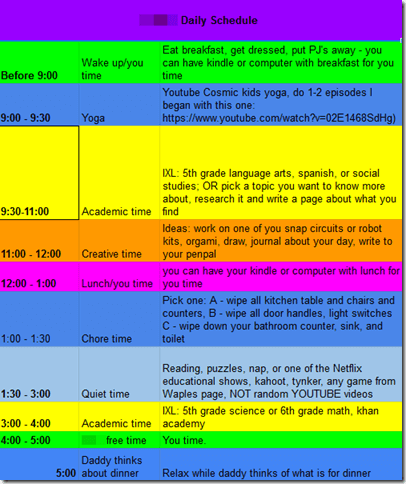 Daily Schedule
Before 9:00
Wake up/you
time
Eat breakfast, get dressed, put PJ's away - you
can have kindle or computer with breakfast for you
time
9:00 - 9:30
Yoga
Youtube Cosmic kids yoga, do 1-2 episodes I
began with this one:
https://www.youtube.com/watch?v=02E1468SdHg)
9:30-11:00
Academic time
IXL: 5th grade language arts, spanish, or social
studies; OR pick a topic you want to know more
about, research it and write a page about what you
find
11:00 - 12:00
Creative time
Ideas: work on one of you snap circuits or robot
kits, orgami, draw, journal about your day, write to
your penpal
12:00 - 1:00
Lunch/you time
you can have your kindle or computer with lunch for
you time
1:00 - 1:30
Chore time
Pick one: A - wipe all kitchen table and chairs and
counters, B - wipe all door handles, light switches
C - wipe down your bathroom counter, sink, and
toilet
1:30 - 3:00
Quiet time
Reading, puzzles, nap, or one of the Netflix
educational shows, kahoot, tynker, any game from
Waples page, NOT random YOUTUBE videos
3:00 - 4:00
Academic time
IXL: 5th grade science or 6th grade math, khan
academy
4:00 - 5:00
free time
You time.
5:00
Daddy thinks
about dinner
Relax while daddy thinks of what is for dinner